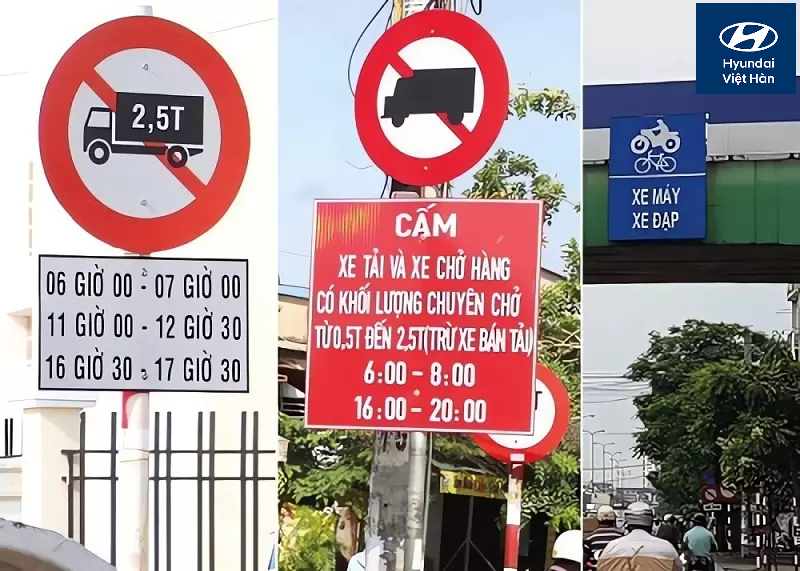 2,5T
06 GIỜ 00 - 07 GIỜ 00
11 GIỜ 00 - 12 GIỜ 30
16 GIỜ 30 - 17 GIỜ 30
CẤM
XE TẢI VÀ XE CHỞ HÀNG
CÓ KHỐI LƯỢNG CHUYÊN CHỞ
TỪ 0,5T ĐẾN 2,5T(TRỪ XE BÁN TẢI)
6:00 - 8:00
16:00 - 20:00
T
Hyundai
Việt Hàn
XE MÁY
XE ĐẠP